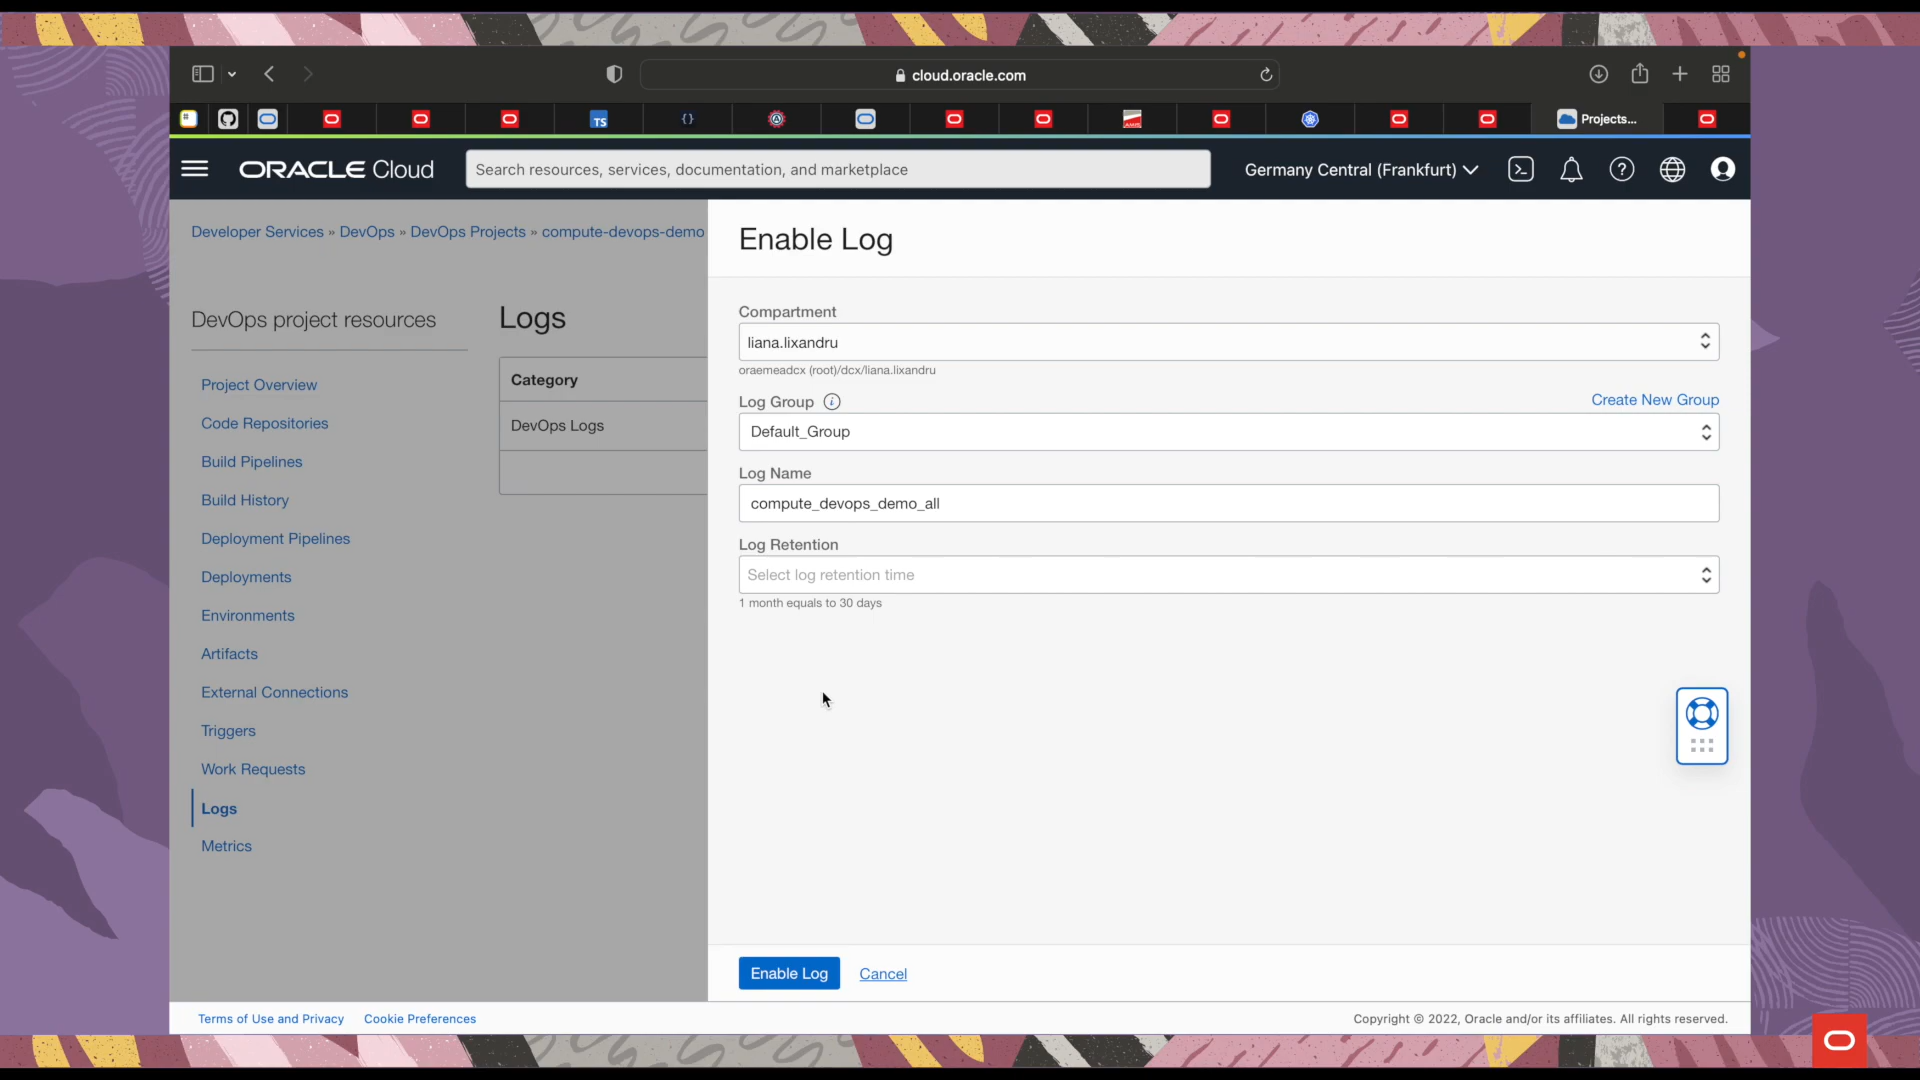 cloud.oracle.com
TS
{}
Projects...
ORACLE Cloud
Search resources, services, documentation, and marketplace
Germany Central (Frankfurt)
Developer Services » DevOps » DevOps Projects » compute-devops-demo
Enable Log
DevOps project resources
Project Overview
Code Repositories
Build Pipelines
Build History
Deployment Pipelines
Deployments
Environments
Artifacts
External Connections
Triggers
Work Requests
Logs
Metrics
Logs
Category
DevOps Logs
Compartment
liana.lixandru
oraemeadcx (root)/dcx/liana.lixandru
Log Group
Create New Group
Default_Group
Log Name
compute_devops_demo_all
Log Retention
Select log retention time
1 month equals to 30 days
Enable Log
Cancel
Terms of Use and Privacy
Cookie Preferences
Copyright © 2022, Oracle and/or its affiliates. All rights reserved.